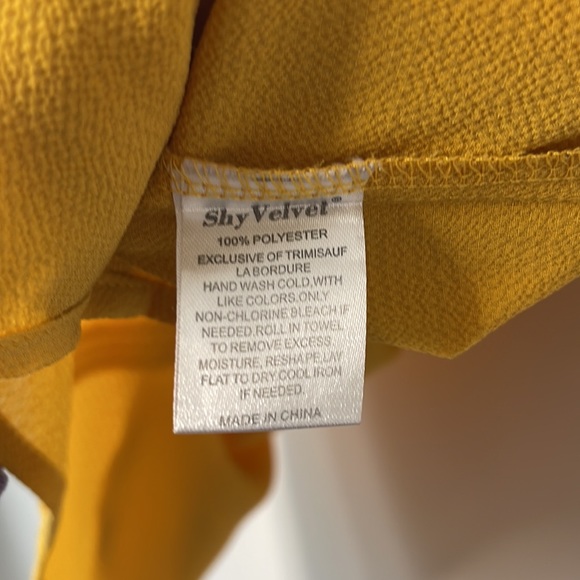 Shy Velvet®
100% POLYESTER
EXCLUSIVE OF TRIMISAUF
LA BORDURE
HAND WASH COLD,WITH
LIKE COLORS.ONLY
NON-CHLORINE BLEACH IF
NEEDED.ROLL IN TOWEL
TO REMOVE EXCESS
MOISTURE, RESHAPE,LAY
FLAT TO DRY.COOL IRON
IF NEEDED.
MADE IN CHINA